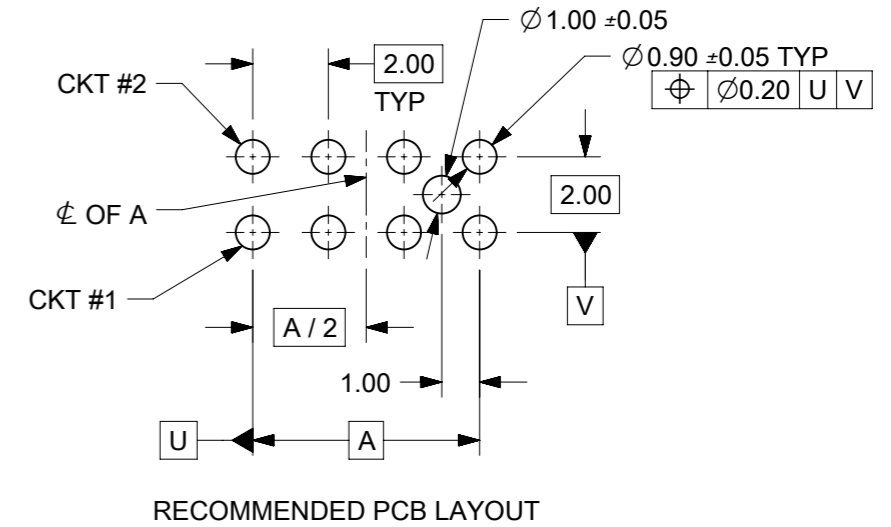 ⌀1.00 ±0.05
⌀0.90 ±0.05 TYP
⌖ ⌀0.20 U V
2.00
TYP
CKT #2
℄ OF A
2.00
CKT #1
V
A / 2
1.00
U
A
RECOMMENDED PCB LAYOUT